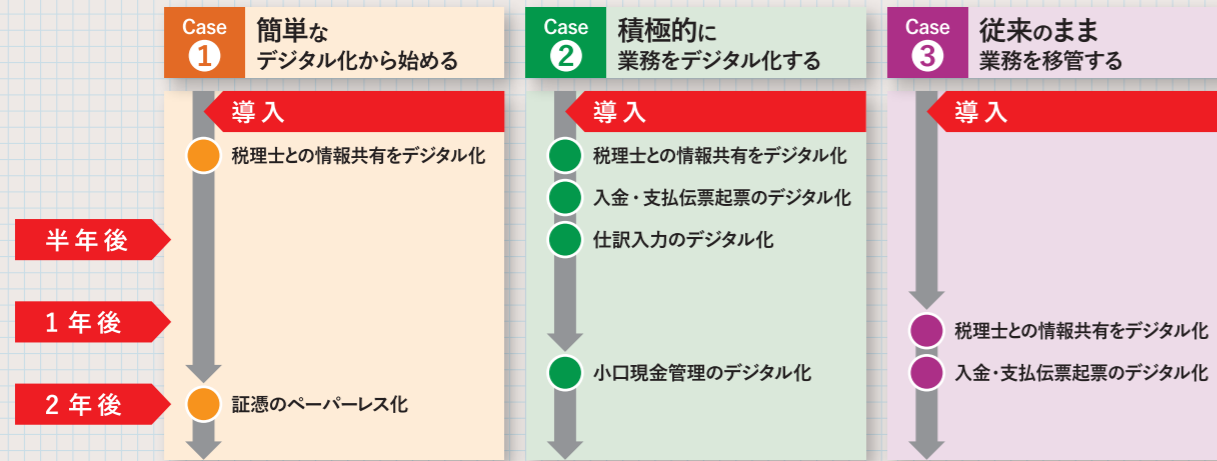 Case
1
簡単な
デジタル化から始める
Case
2
積極的に
業務をデジタル化する
Case
3
従来のまま
業務を移管する
導入
導入
導入
税理士との情報共有をデジタル化
税理士との情報共有をデジタル化
入金・支払伝票起票のデジタル化
半年後
仕訳入力のデジタル化
1年後
税理士との情報共有をデジタル化
小口現金管理のデジタル化
入金・支払伝票起票のデジタル化
2年後
証憑のペーパーレス化